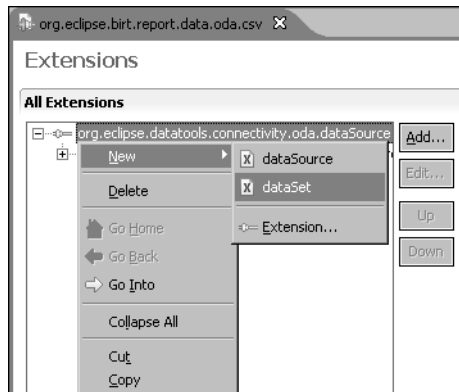 org.eclipse.birt.report.data.oda.csv
Extensions
All Extensions
org.eclipse.datatools.connectivity.oda.dataSource
Add...
New
dataSource
Edit...
dataSet
Delete
Up
Go Home
Extension...
Go Back
Down
Go Into
Collapse All
Cut
Copy